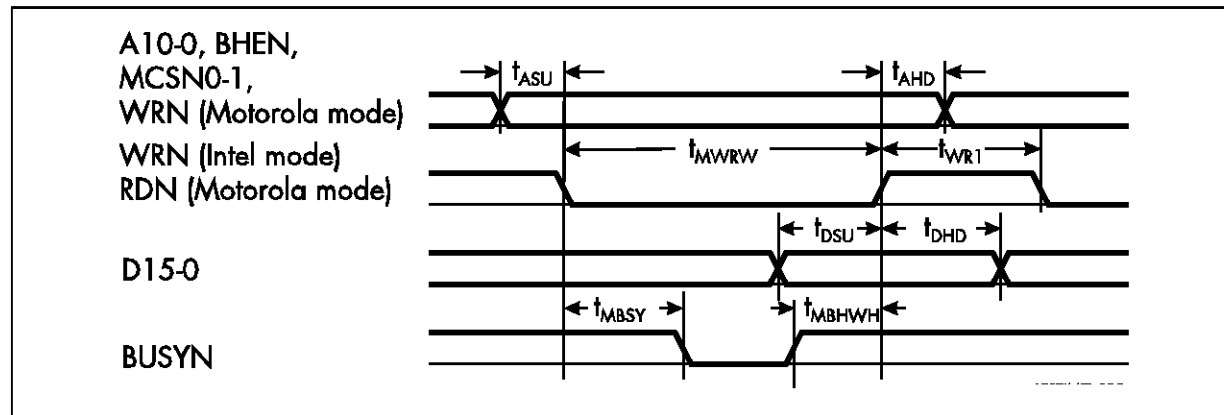 A10-0, BHEN,
MCSN0-1,
WRN (Motorola mode)
tASU
tAHD
WRN (Intel mode)
RDN (Motorola mode)
tMWRW
tWR1
tDSU
tDHD
D15-0
tMBSY
tMBHWH
BUSYN